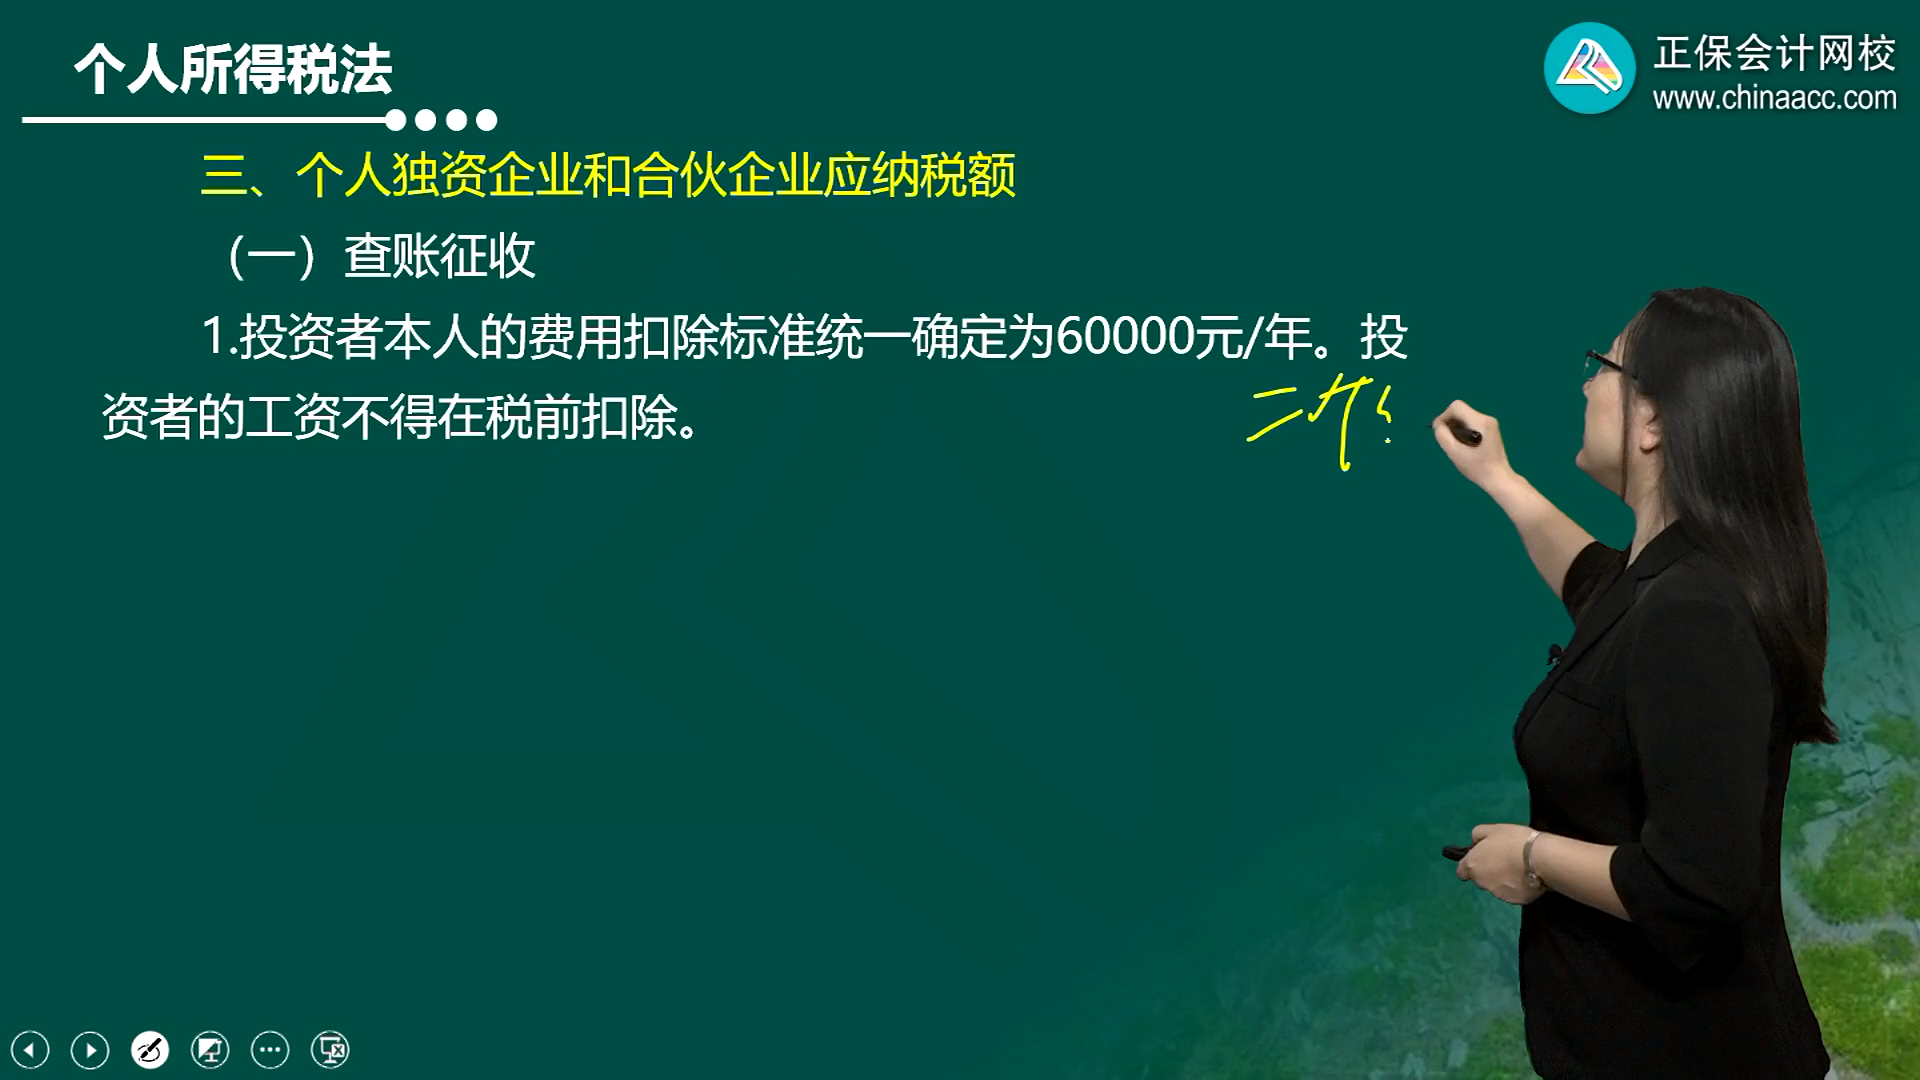 个人所得税法
正保会计网校
www.chinaacc.com
三、个人独资企业和合伙企业应纳税额
（一）查账征收
1.投资者本人的费用扣除标准统一确定为60000元/年。投
资者的工资不得在税前扣除。